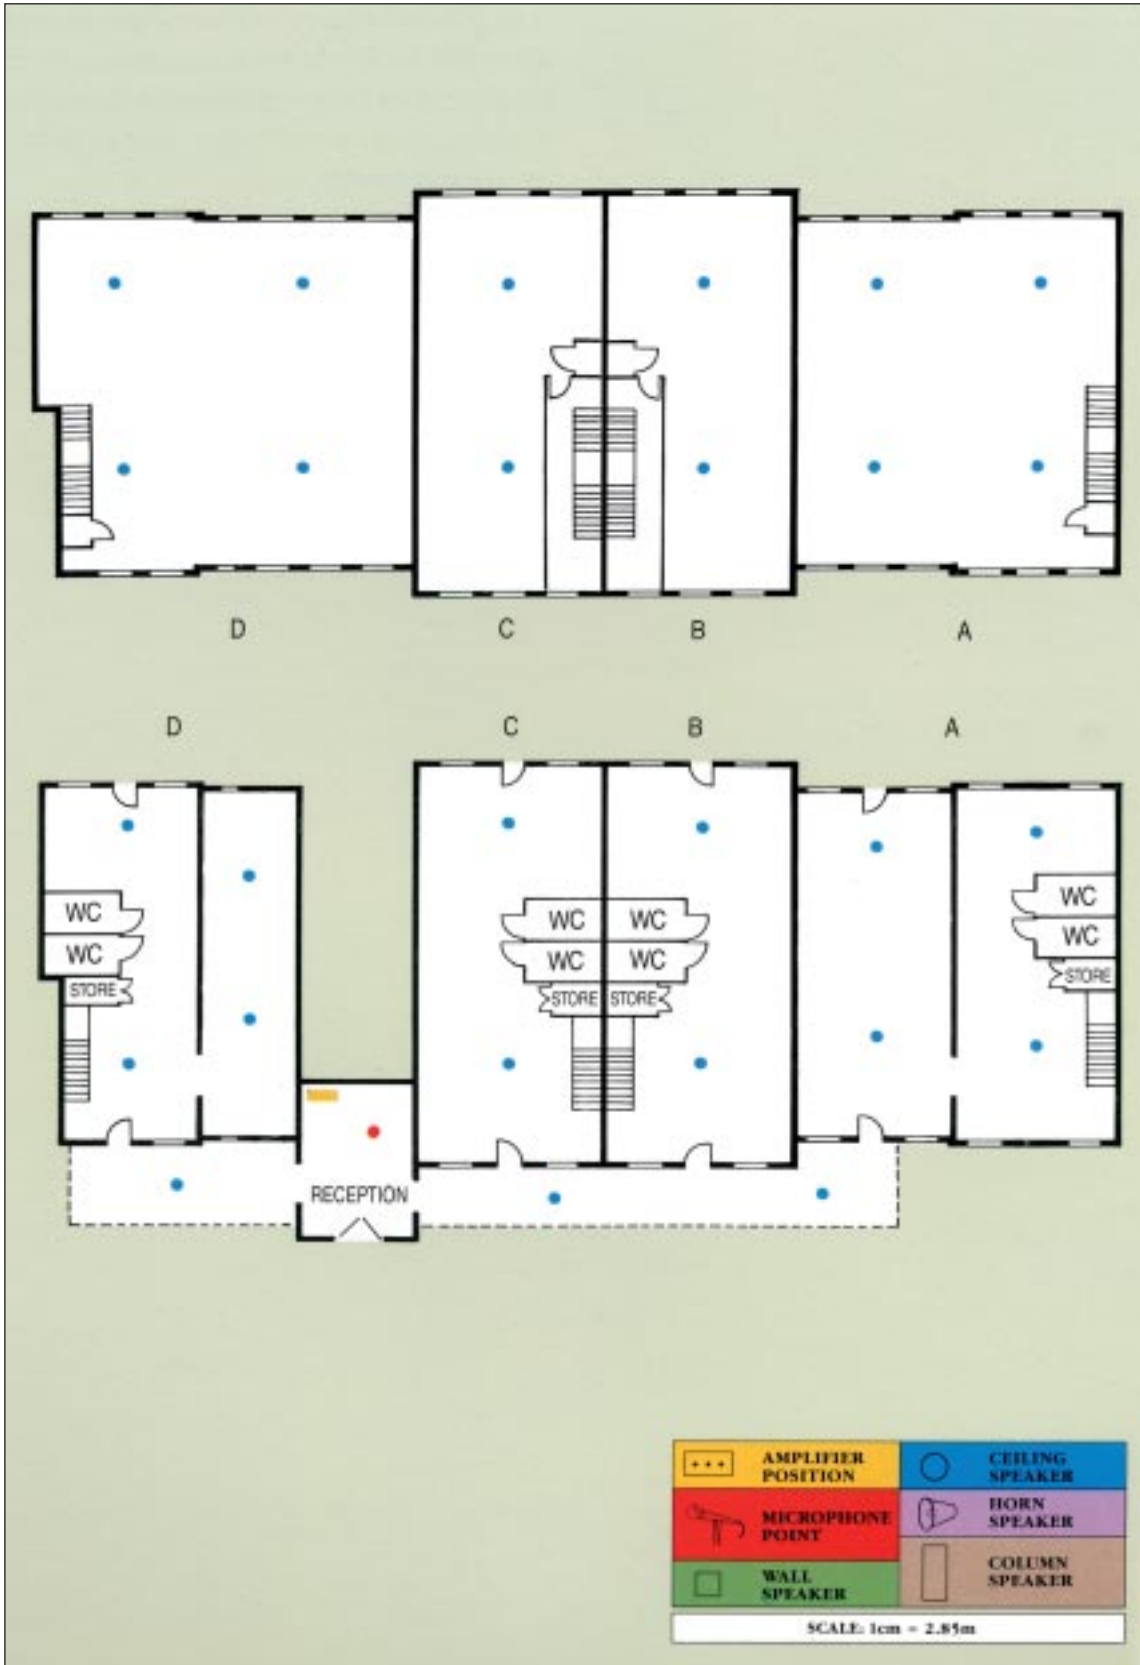 D C B A
D C B A
WC
WC
STORE
WC WC
WC WC
STORE STORE
WC
WC
STORE
RECEPTION
AMPLIFIER
POSITION
CEILING
SPEAKER
MICROPHONE
POINT
HORN
SPEAKER
WALL
SPEAKER
COLUMN
SPEAKER
SCALE: 1cm = 2.85m